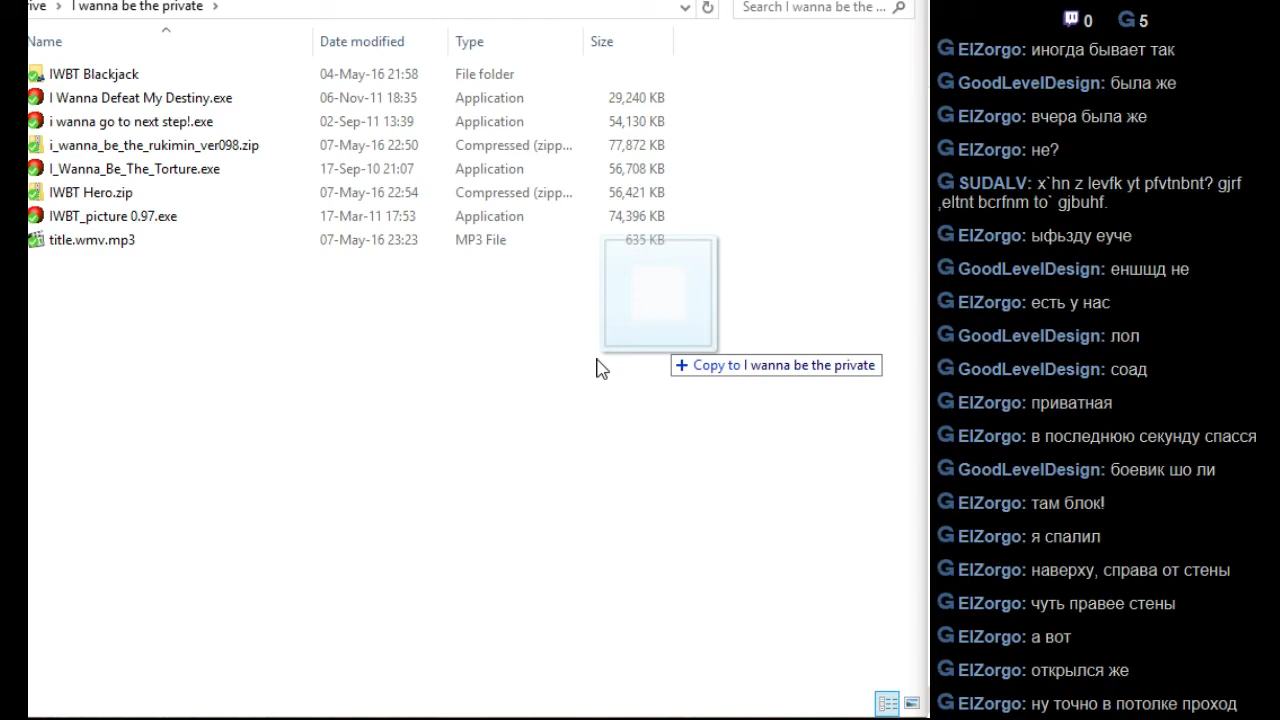 rive > I wanna be the private >
Search I wanna be the ...
Name Date modified Type Size
IWBT Blackjack 04-May-16 21:58 File folder
I Wanna Defeat My Destiny.exe 06-Nov-11 18:35 Application 29,240 KB
i wanna go to next step!.exe 02-Sep-11 13:39 Application 54,130 KB
i_wanna_be_the_rukimin_ver098.zip 07-May-16 22:50 Compressed (zipp... 77,872 KB
I_Wanna_Be_The_Torture.exe 17-Sep-10 21:07 Application 56,708 KB
IWBT Hero.zip 07-May-16 22:54 Compressed (zipp... 56,421 KB
IWBT_picture 0.97.exe 17-Mar-11 17:53 Application 74,396 KB
title.wmv.mp3 07-May-16 23:23 MP3 File 635 KB
+ Copy to I wanna be the private
0 G 5
G ElZorgo: иногда бывает так
G GoodLevelDesign: была же
G ElZorgo: вчера была же
G ElZorgo: не?
G SUDALV: x`hn z levfk yt pfvtnbnt? gjrf
,eltnt bcrfnm to` gjbuhf.
G ElZorgo: ыфьзду еуче
G GoodLevelDesign: еншщд не
G ElZorgo: есть у нас
G GoodLevelDesign: лол
G GoodLevelDesign: соад
G ElZorgo: приватная
G ElZorgo: в последнюю секунду спасся
G GoodLevelDesign: боевик шо ли
G ElZorgo: там блок!
G ElZorgo: я спалил
G ElZorgo: наверху, справа от стены
G ElZorgo: чуть правее стены
G ElZorgo: а вот
G ElZorgo: открылся же
G ElZorgo: ну точно в потолке проход